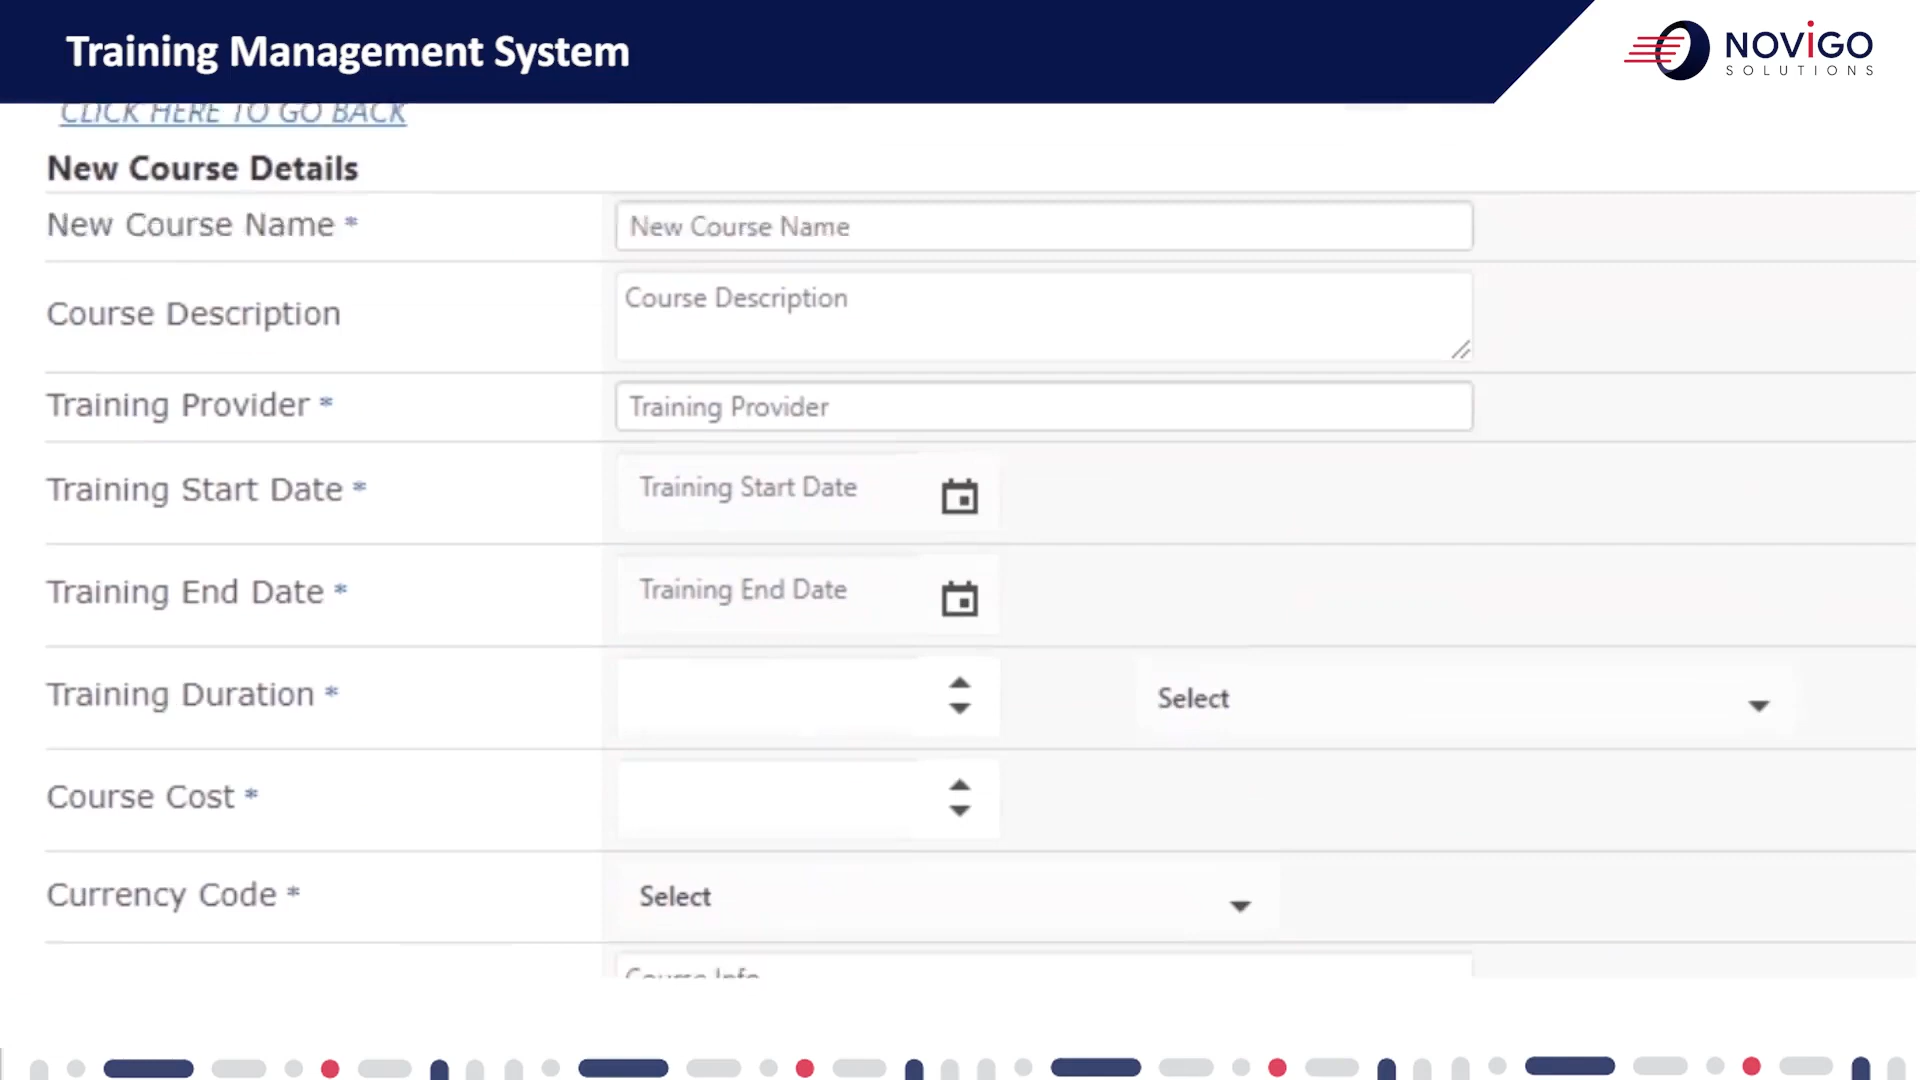 Training Management System
NOVIGO
SOLUTIONS
CLICK HERE TO GO BACK
New Course Details
New Course Name *
New Course Name
Course Description
Course Description
Training Provider *
Training Provider
Training Start Date *
Training Start Date
Training End Date *
Training End Date
Training Duration *
Select
Course Cost *
Currency Code *
Select
Course Info